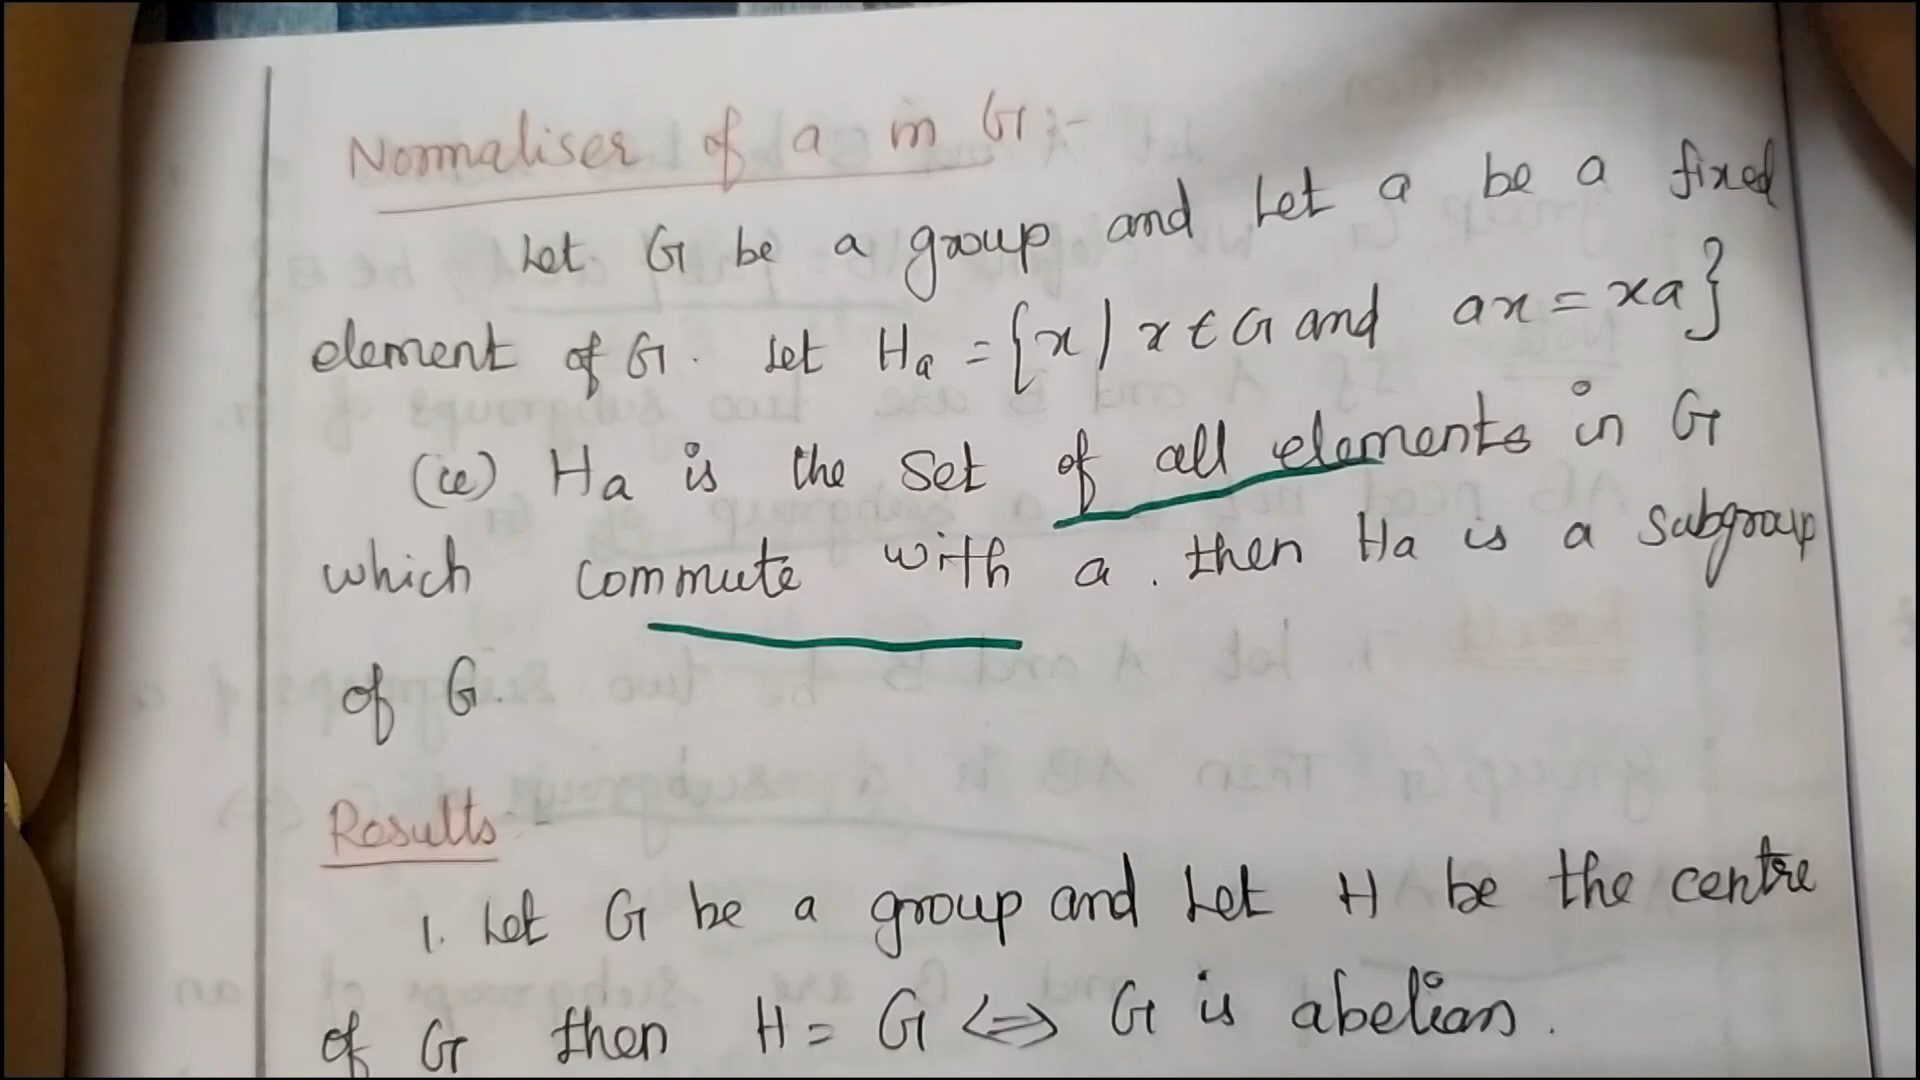 Normaliser of a in G :-
Let G be a group and Let a be a fixed
element of G. Let Ha = {x / x ∈ G and ax = xa}
(ie) Ha is the set of all elements in G
which commute with a. then Ha is a subgroup
of G.
Results :-
1. Let G be a group and Let H be the centre
of G then H = G <=> G is abelian.